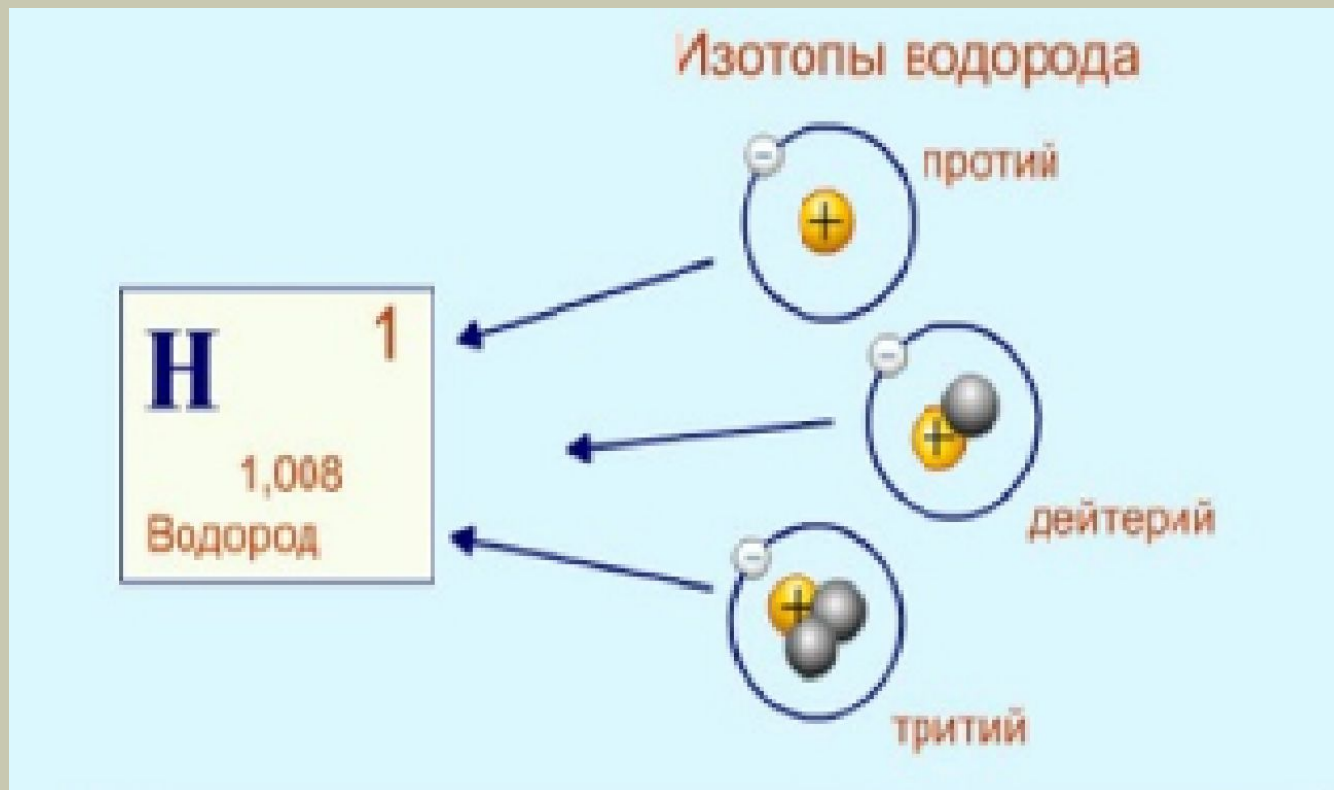 Изотопы водорода
протий
H 1
1,008
Водород
дейтерий
тритий